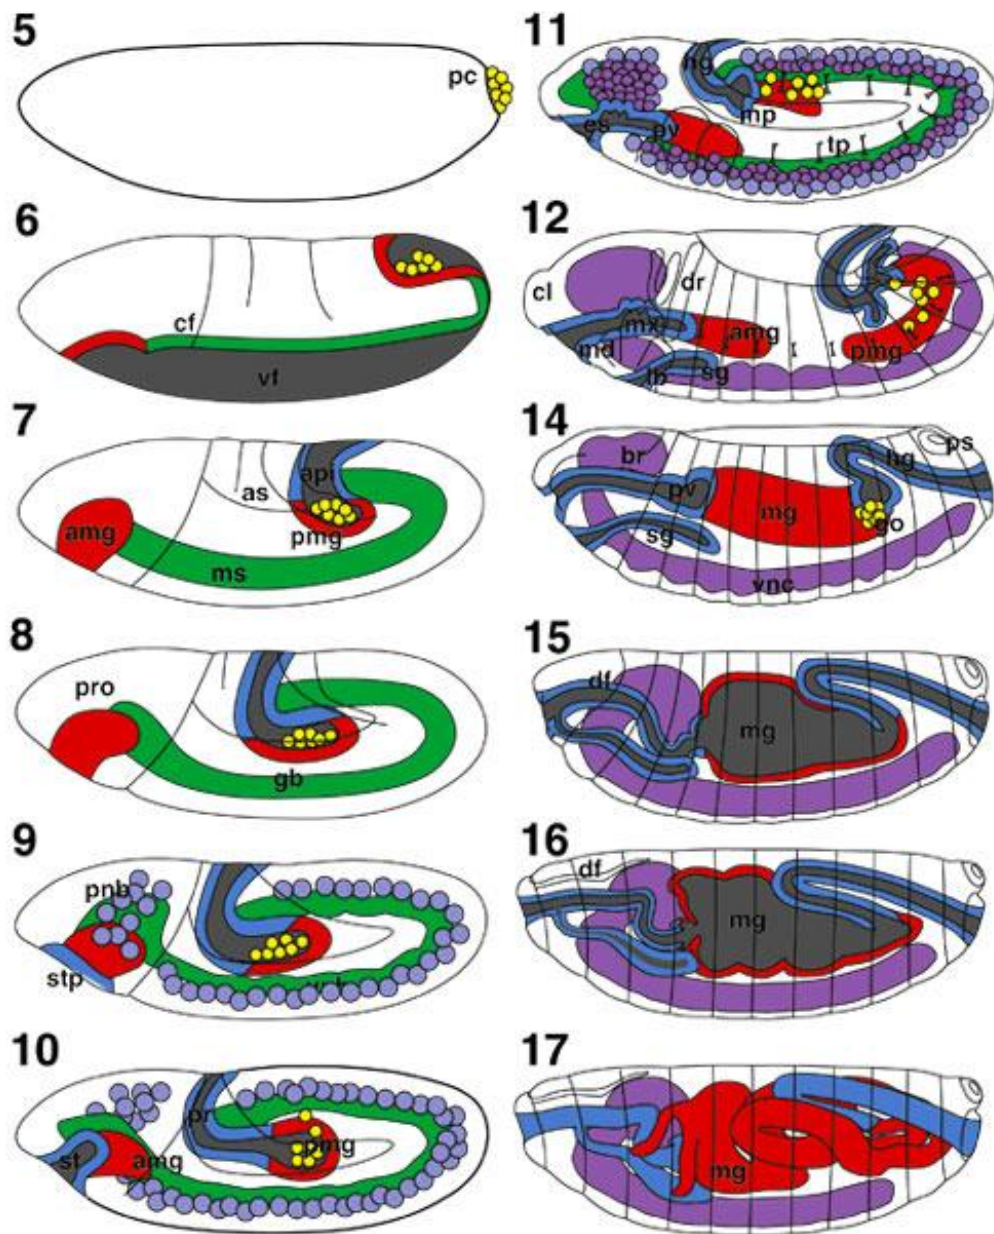 5
pc
6
cf
vf
7
as
api
amg
pmg
ms
8
pro
gb
9
pnb
stp
10
pr
pmg
st
amg
11
hg
mp
es
pv
tp
12
cl
dr
mx
amg
md
pmg
lb
sg
14
br
hg
ps
pv
mg
go
sg
vnc
15
df
mg
16
df
mg
17
mg